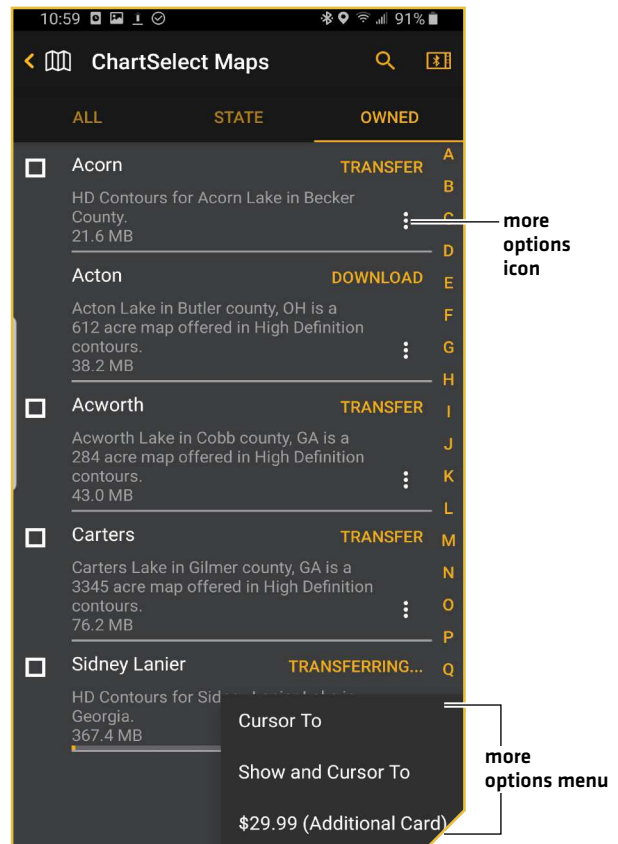 10:59 91%
ChartSelect Maps
ALL STATE OWNED
Acorn TRANSFER
HD Contours for Acorn Lake in Becker
County.
21.6 MB
Acton DOWNLOAD
Acton Lake in Butler county, OH is a
612 acre map offered in High Definition
contours.
38.2 MB
Acworth TRANSFER
Acworth Lake in Cobb county, GA is a
284 acre map offered in High Definition
contours.
43.0 MB
Carters TRANSFER
Carters Lake in Gilmer county, GA is a
3345 acre map offered in High Definition
contours.
76.2 MB
Sidney Lanier TRANSFERRING...
HD Contours for Sid
Georgia.
367.4 MB
Cursor To
Show and Cursor To
$29.99 (Additional Card)
A
B
C
D
E
F
G
H
I
J
K
L
M
N
O
P
Q
more
options
icon
more
options menu